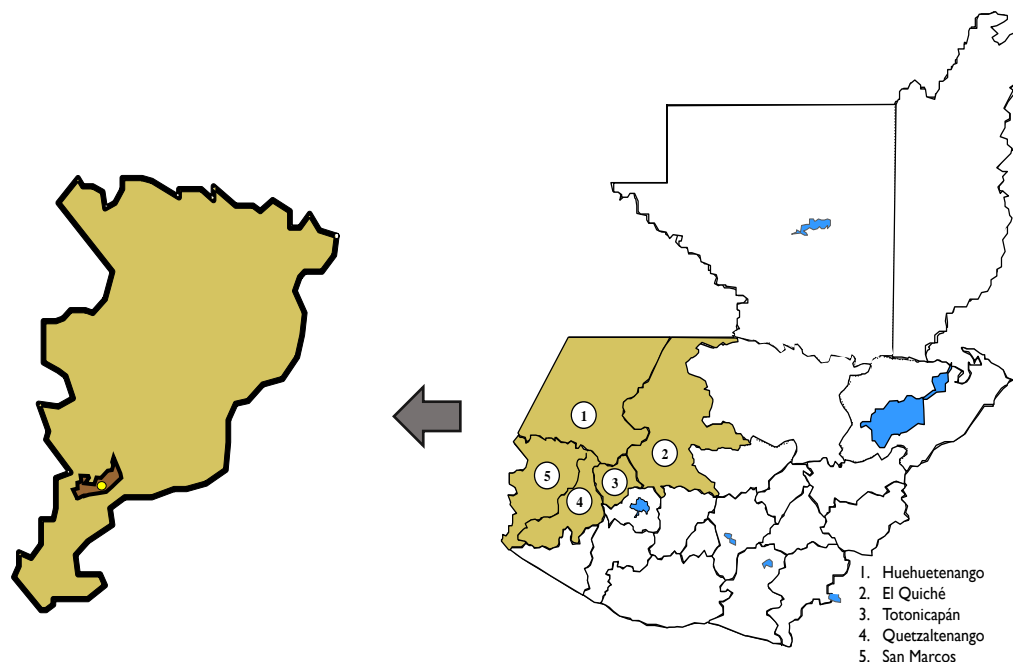 1
2
3
5
4
1. Huehuetenango
2. El Quiché
3. Totonicapán
4. Quetzaltenango
5. San Marcos